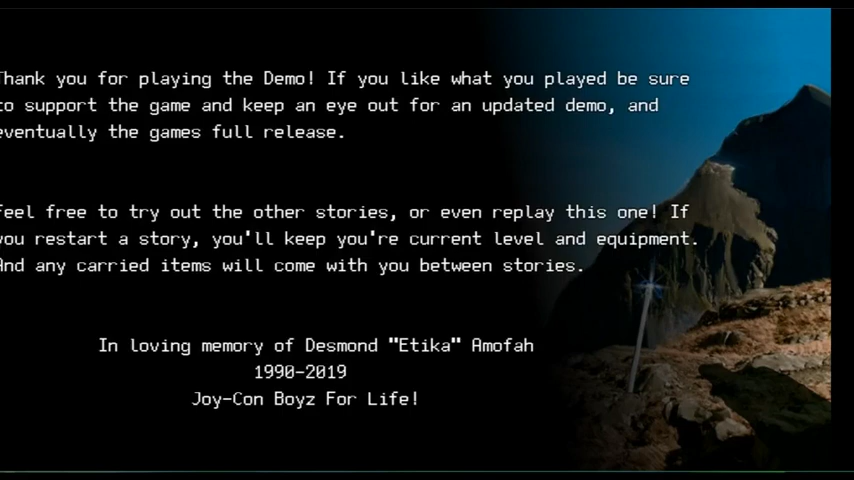 Thank you for playing the Demo! If you like what you played be sure
to support the game and keep an eye out for an updated demo, and
eventually the games full release.
Feel free to try out the other stories, or even replay this one! If
you restart a story, you'll keep you're current level and equipment.
And any carried items will come with you between stories.
In loving memory of Desmond "Etika" Amofah
1990-2019
Joy-Con Boyz For Life!